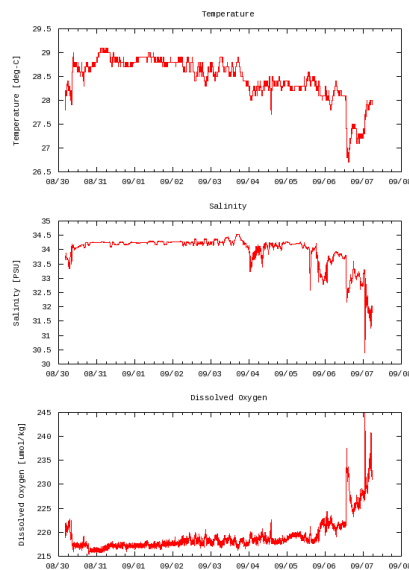 Temperature
29.5
29
28.5
28
27.5
27
26.5
Temperature [deg-C]
08/30 08/31 09/01 09/02 09/03 09/04 09/05 09/06 09/07 09/08
Salinity
35
34.5
34
33.5
33
32.5
32
31.5
31
30.5
30
Salinity [PSU]
08/30 08/31 09/01 09/02 09/03 09/04 09/05 09/06 09/07 09/08
Dissolved Oxygen
245
240
235
230
225
220
215
Dissolved Oxygen [umol/kg]
08/30 08/31 09/01 09/02 09/03 09/04 09/05 09/06 09/07 09/08